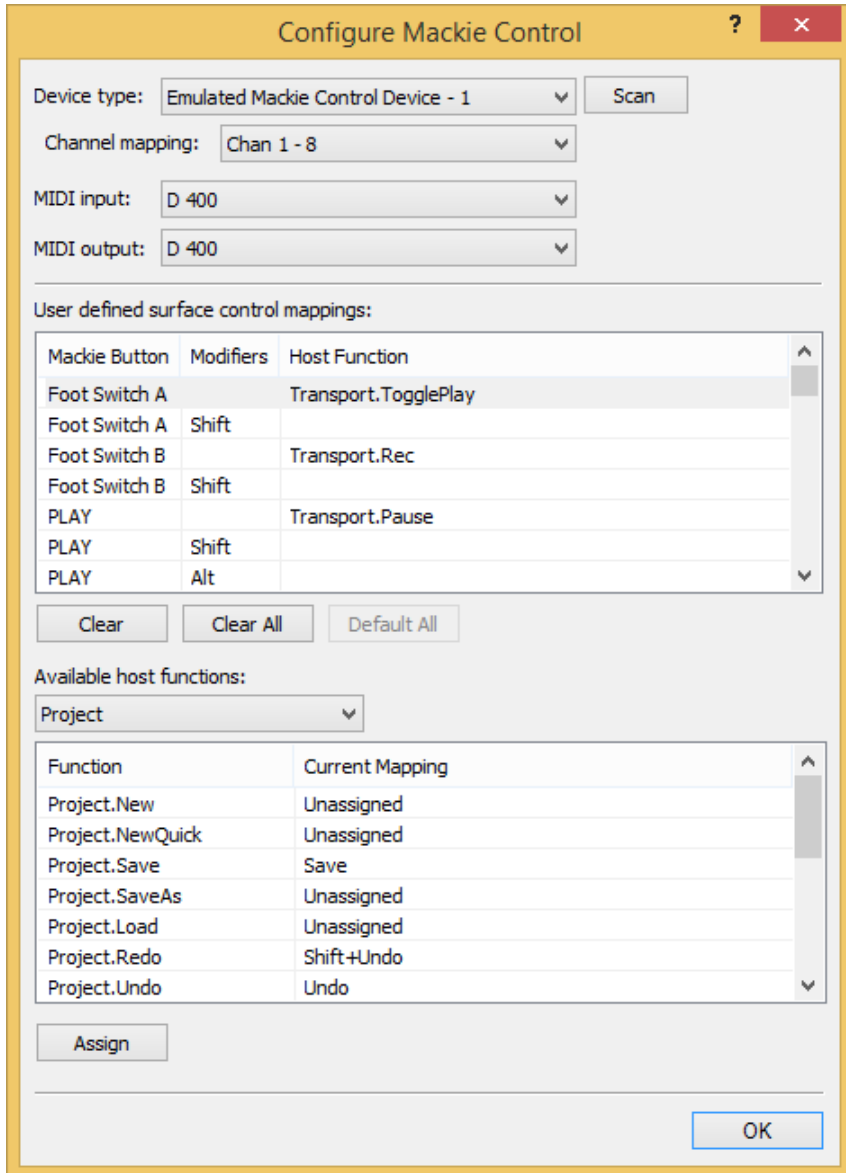 Configure Mackie Control ? ×
Device type: Emulated Mackie Control Device - 1 Scan
Channel mapping: Chan 1 - 8
MIDI input: D 400
MIDI output: D 400
User defined surface control mappings:
Mackie Button Modifiers Host Function
Foot Switch A Transport.TogglePlay
Foot Switch A Shift
Foot Switch B Transport.Rec
Foot Switch B Shift
PLAY Transport.Pause
PLAY Shift
PLAY Alt
Clear Clear All Default All
Available host functions:
Project
Function Current Mapping
Project.New Unassigned
Project.NewQuick Unassigned
Project.Save Save
Project.SaveAs Unassigned
Project.Load Unassigned
Project.Redo Shift+Undo
Project.Undo Undo
Assign
OK